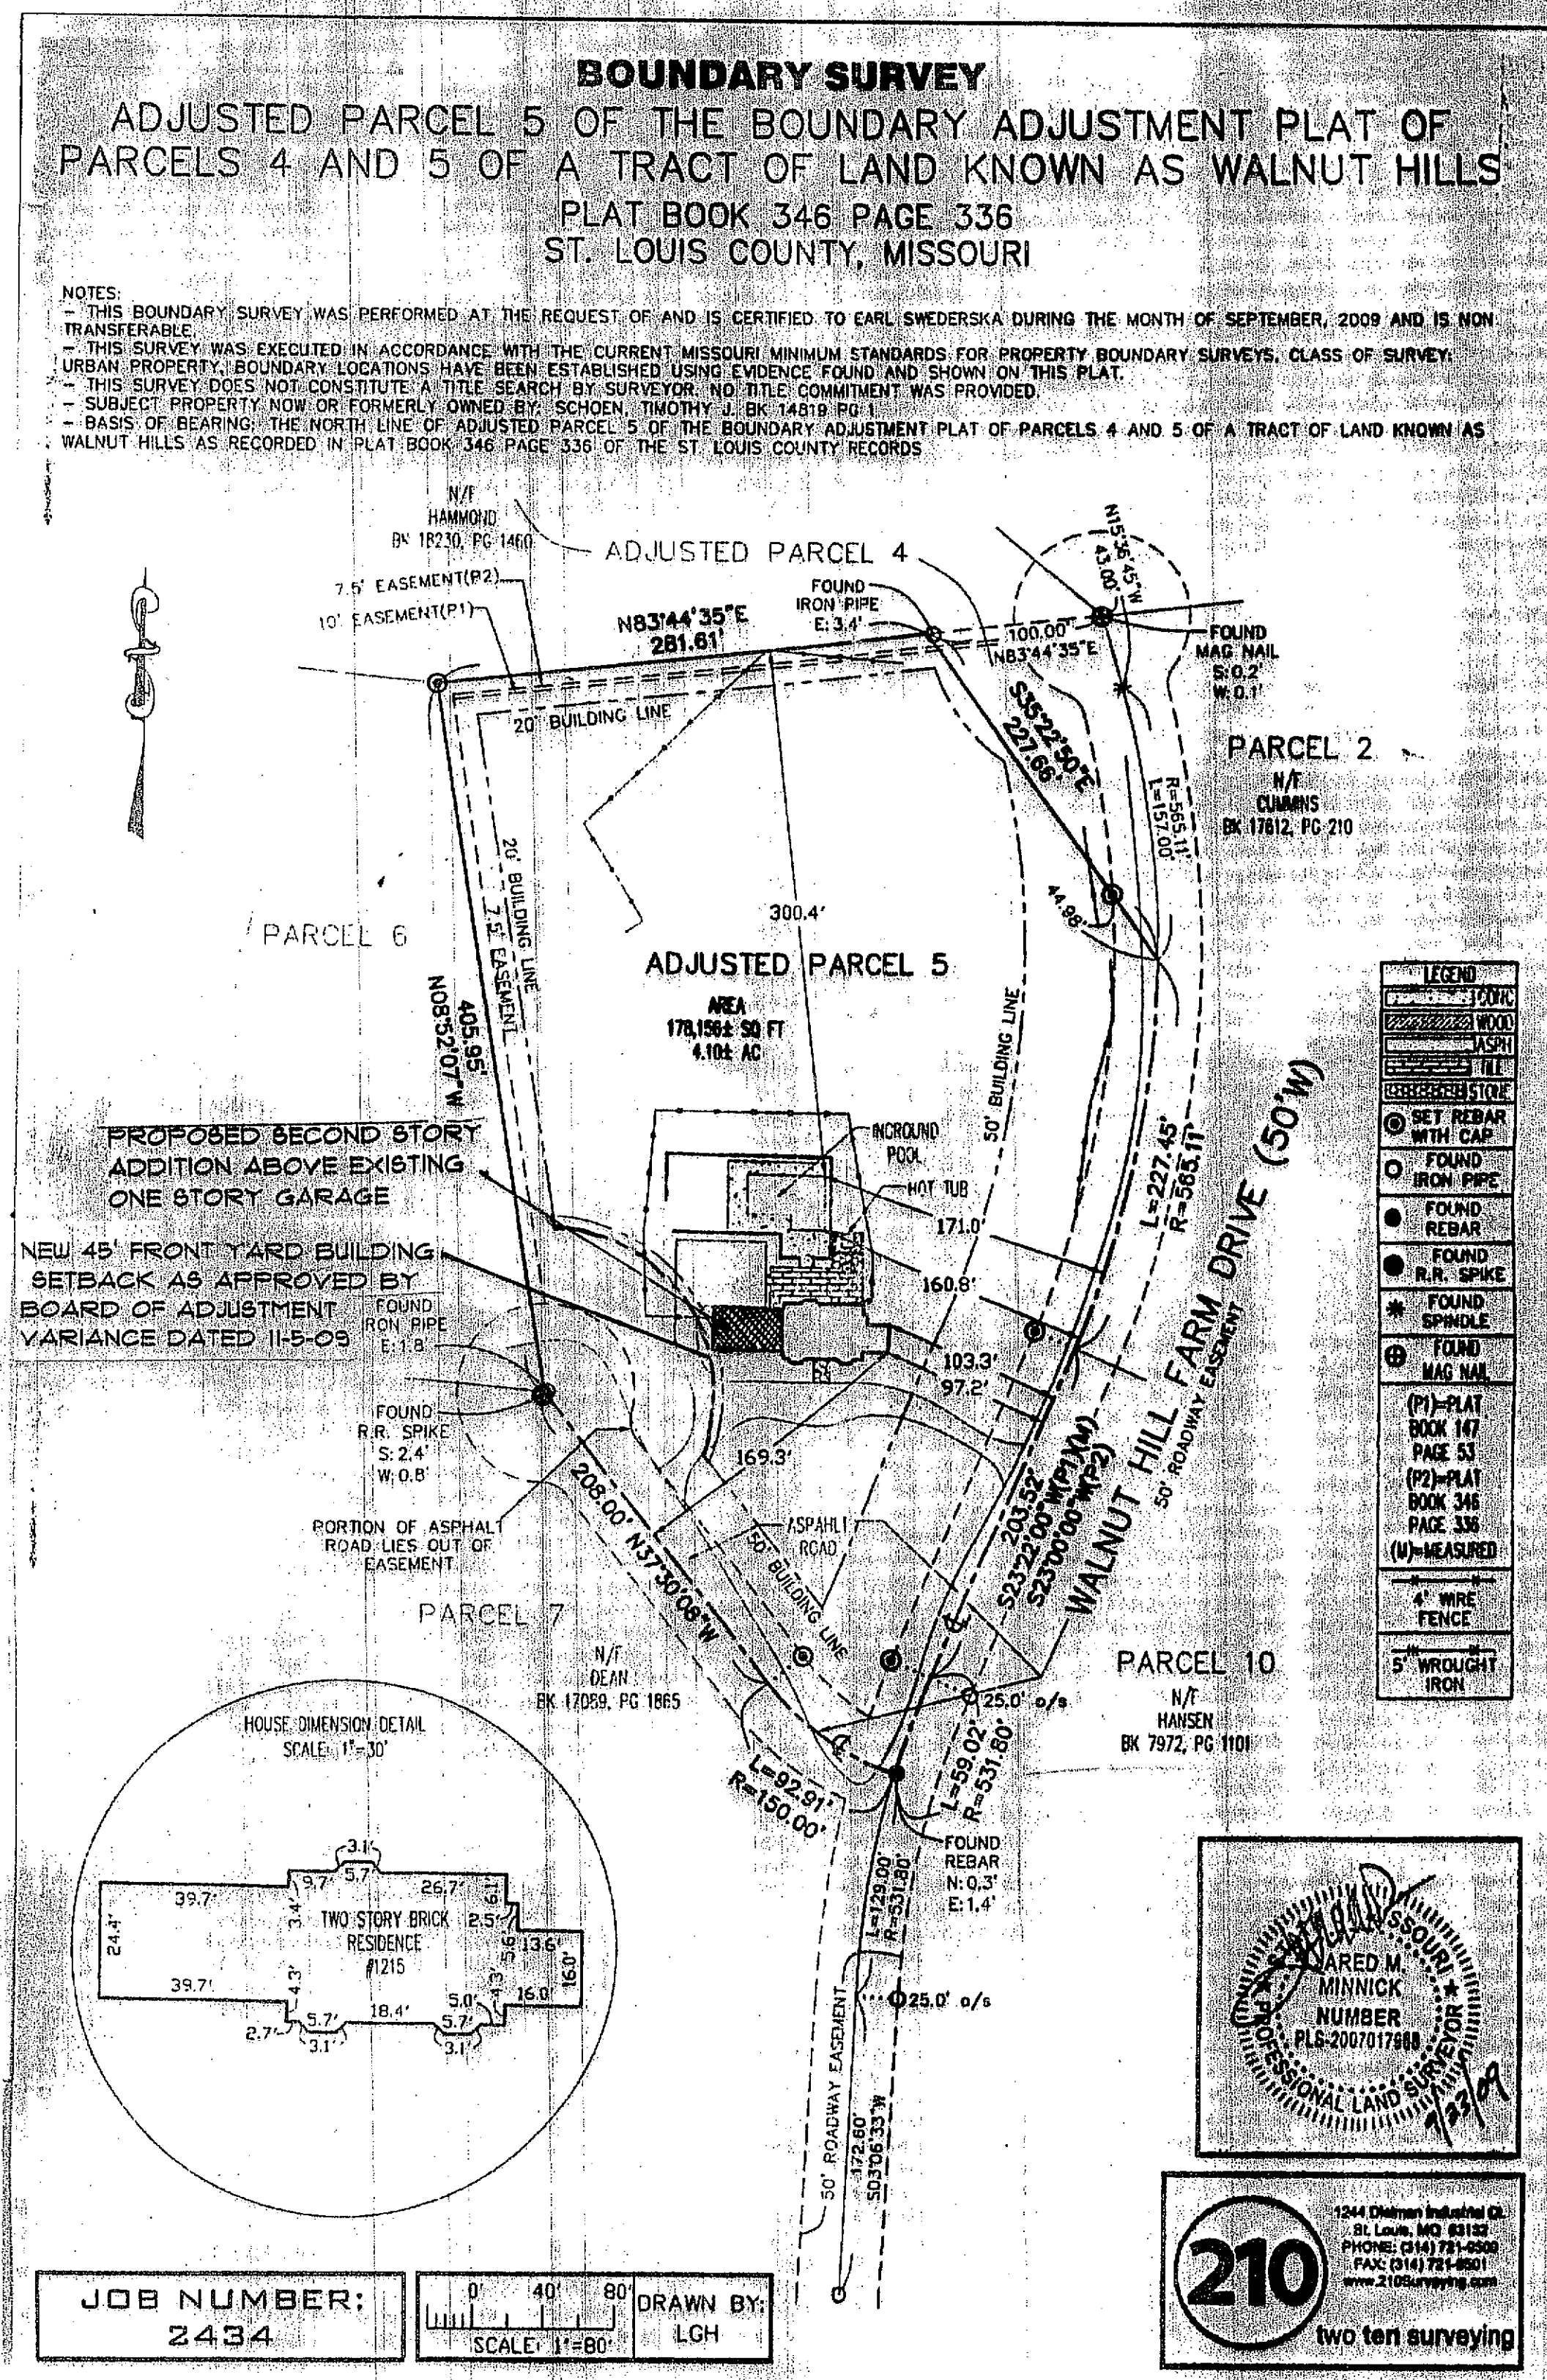 BOUNDARY SURVEY
ADJUSTED PARCEL 5 OF THE BOUNDARY ADJUSTMENT PLAT OF
PARCELS 4 AND 5 OF A TRACT OF LAND KNOWN AS WALNUT HILLS
PLAT BOOK 346 PAGE 336
ST. LOUIS COUNTY, MISSOURI
NOTES:
- THIS BOUNDARY SURVEY WAS PERFORMED AT THE REQUEST OF AND IS CERTIFIED TO EARL SWEDERSKA DURING THE MONTH OF SEPTEMBER, 2009 AND IS NON
TRANSFERABLE.
- THIS SURVEY WAS EXECUTED IN ACCORDANCE WITH THE CURRENT MISSOURI MINIMUM STANDARDS FOR PROPERTY BOUNDARY SURVEYS. CLASS OF SURVEY:
URBAN PROPERTY. BOUNDARY LOCATIONS HAVE BEEN ESTABLISHED USING EVIDENCE FOUND AND SHOWN ON THIS PLAT.
- THIS SURVEY DOES NOT CONSTITUTE A TITLE SEARCH BY SURVEYOR. NO TITLE COMMITMENT WAS PROVIDED.
- SUBJECT PROPERTY NOW OR FORMERLY OWNED BY: SCHOEN, TIMOTHY J. BK 14819 PG 1
- BASIS OF BEARING: THE NORTH LINE OF ADJUSTED PARCEL 5 OF THE BOUNDARY ADJUSTMENT PLAT OF PARCELS 4 AND 5 OF A TRACT OF LAND KNOWN AS
WALNUT HILLS AS RECORDED IN PLAT BOOK 346 PAGE 336 OF THE ST. LOUIS COUNTY RECORDS
N/F
HAMMOND
BK 18230, PG 1460
ADJUSTED PARCEL 4
7.5' EASEMENT(P2)
10' EASEMENT(P1)
N83°44'35"E
281.61'
FOUND
IRON PIPE
E: 3.4'
100.00'
N83°44'35"E
N15°36'45"W
43.00'
FOUND
MAG NAIL
S: 0.2'
W: 0.1'
20' BUILDING LINE
S35°22'50"E
227.66'
PARCEL 2
N/F
CUMMINS
BK 17612, PG 210
R=565.11'
L=157.00'
44.98'
20' BUILDING LINE
7.5' EASEMENT
PARCEL 6
300.4'
ADJUSTED PARCEL 5
AREA
178,156± SQ FT
4.10± AC
405.95'
N08°52'07"W
50' BUILDING LINE
PROPOSED SECOND STORY
ADDITION ABOVE EXISTING
ONE STORY GARAGE
INGROUND
POOL
HOT TUB
171.0'
160.8'
L=227.45'
R=565.11'
NEW 45' FRONT YARD BUILDING
SETBACK AS APPROVED BY
BOARD OF ADJUSTMENT
VARIANCE DATED 11-5-09
FOUND
IRON PIPE
E: 1.8
103.3'
97.2'
WALNUT HILL FARM DRIVE (50'W)
50' ROADWAY EASEMENT
FOUND
R.R. SPIKE
S: 2.4'
W: 0.8'
169.3'
208.00' N37°30'08"W
203.52'
S23°22'00"W(P1)(M)
S23°00'00"W(P2)
PORTION OF ASPHALT
ROAD LIES OUT OF
EASEMENT
ASPAHLT
ROAD
50' BUILDING LINE
PARCEL 7
N/F
DEAN
BK 17059, PG 1865
PARCEL 10
N/F
HANSEN
BK 7972, PG 1101
25.0' o/s
L=59.02'
R=531.80'
L=92.91'
R=150.00'
FOUND
REBAR
N: 0.3'
E: 1.4'
L=129.00'
R=531.80'
25.0' o/s
50' ROADWAY EASEMENT
172.60'
S03°06'33"W
LEGEND
CONC
WOOD
ASPH
TILE
STONE
SET REBAR
WITH CAP
FOUND
IRON PIPE
FOUND
REBAR
FOUND
R.R. SPIKE
FOUND
SPINDLE
FOUND
MAG NAIL
(P1)=PLAT
BOOK 147
PAGE 53
(P2)=PLAT
BOOK 346
PAGE 336
(M)=MEASURED
4' WIRE
FENCE
5' WROUGHT
IRON
HOUSE DIMENSION DETAIL
SCALE: 1"=30'
3.1'
9.7'
5.7'
26.7'
6.1'
39.7'
3.4'
24.4'
TWO STORY BRICK
RESIDENCE
#1215
2.5'
5.6'
13.6'
16.0'
39.7'
4.3'
4.3'
16.0'
2.7'
5.7'
18.4'
5.0'
5.7'
3.1'
3.1'
MISSOURI
JARED M.
MINNICK
NUMBER
PLS-2007017988
PROFESSIONAL LAND SURVEYOR
JOB NUMBER:
2434
0' 40' 80'
SCALE: 1"=80'
DRAWN BY:
LGH
210
St. Louis, MO 63132
PHONE: (314) 721-9500
FAX: (314) 721-9501
www.210Surveying.com
two ten surveying